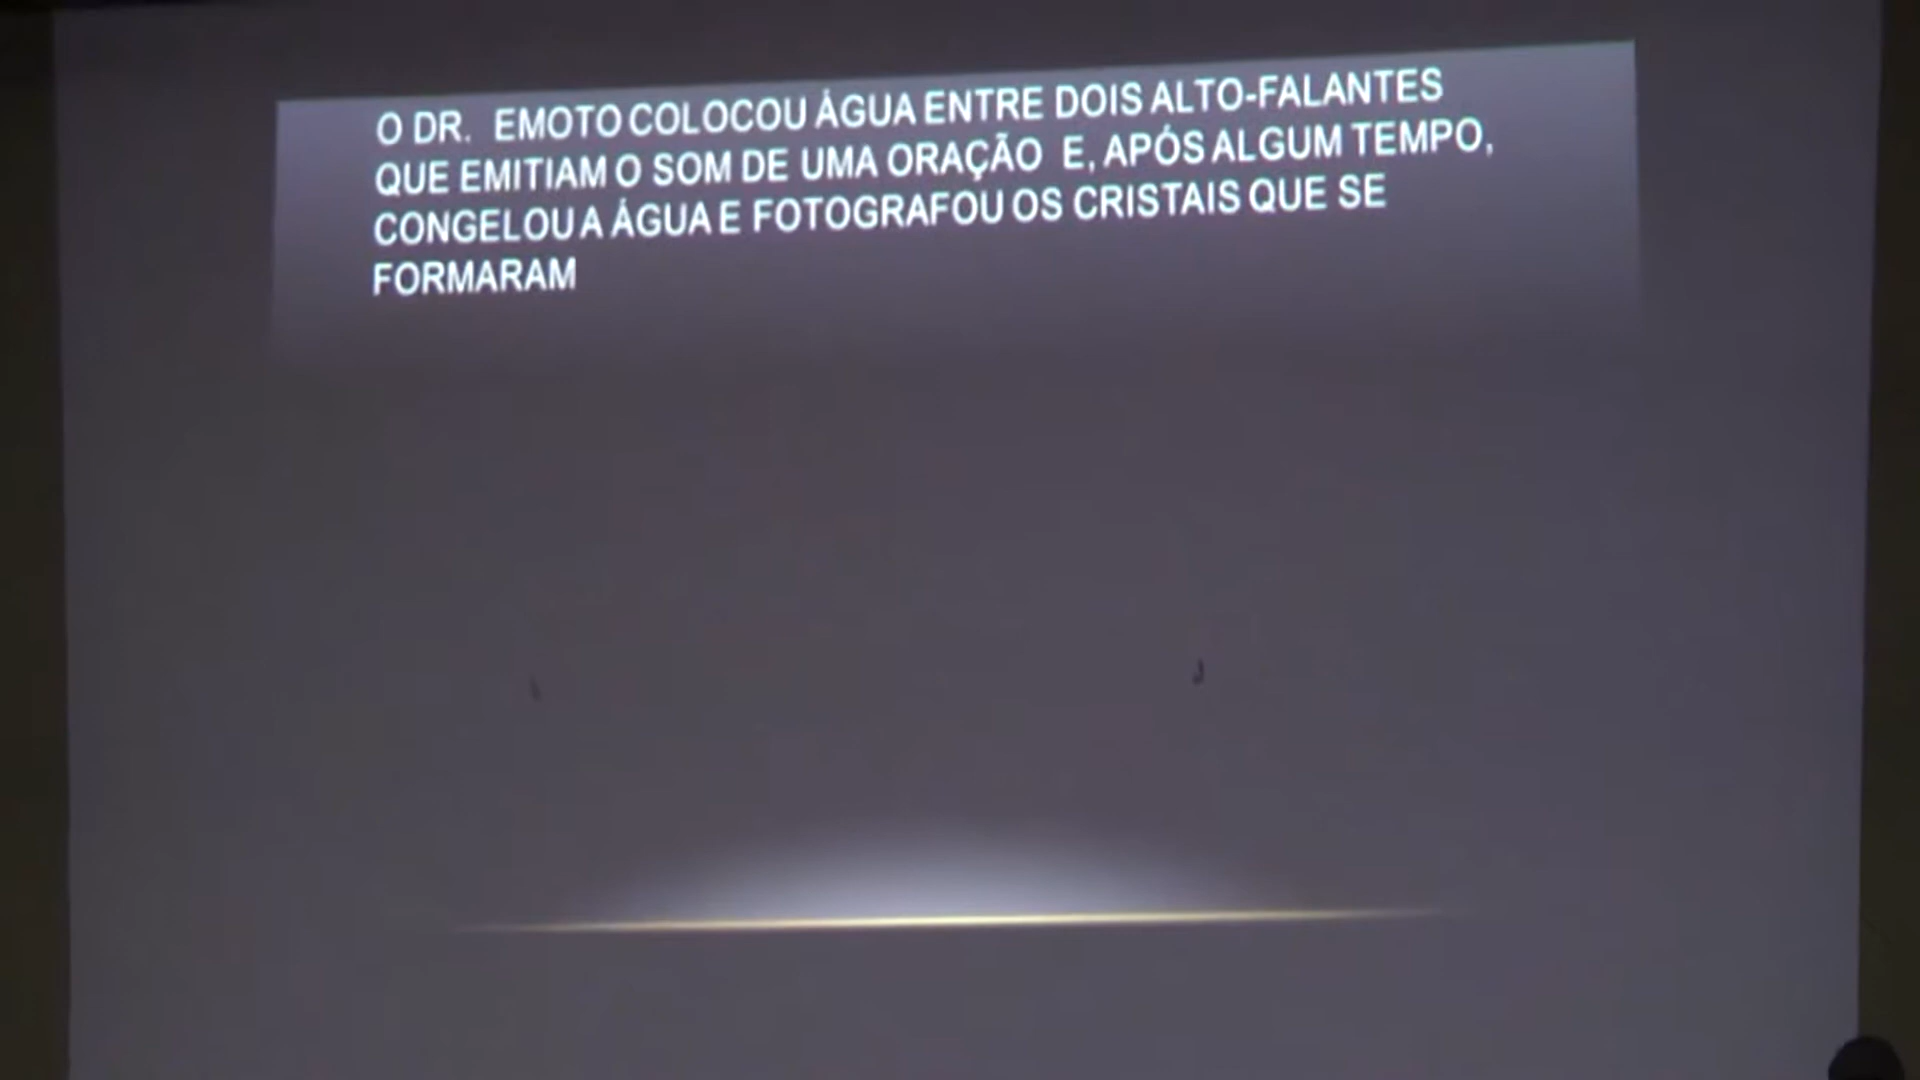 O DR. EMOTO COLOCOU ÁGUA ENTRE DOIS ALTO-FALANTES
QUE EMITIAM O SOM DE UMA ORAÇÃO E, APÓS ALGUM TEMPO,
CONGELOU A ÁGUA E FOTOGRAFOU OS CRISTAIS QUE SE
FORMARAM